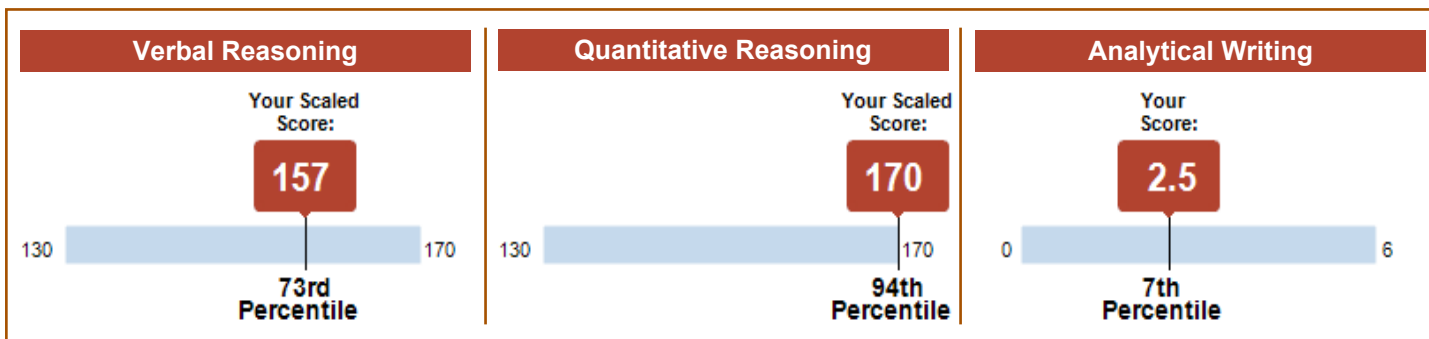 Verbal Reasoning
Your Scaled
Score:
157
130
170
73rd
Percentile
Quantitative Reasoning
Your Scaled
Score:
170
130
170
94th
Percentile
Analytical Writing
Your
Score:
2.5
0
6
7th
Percentile